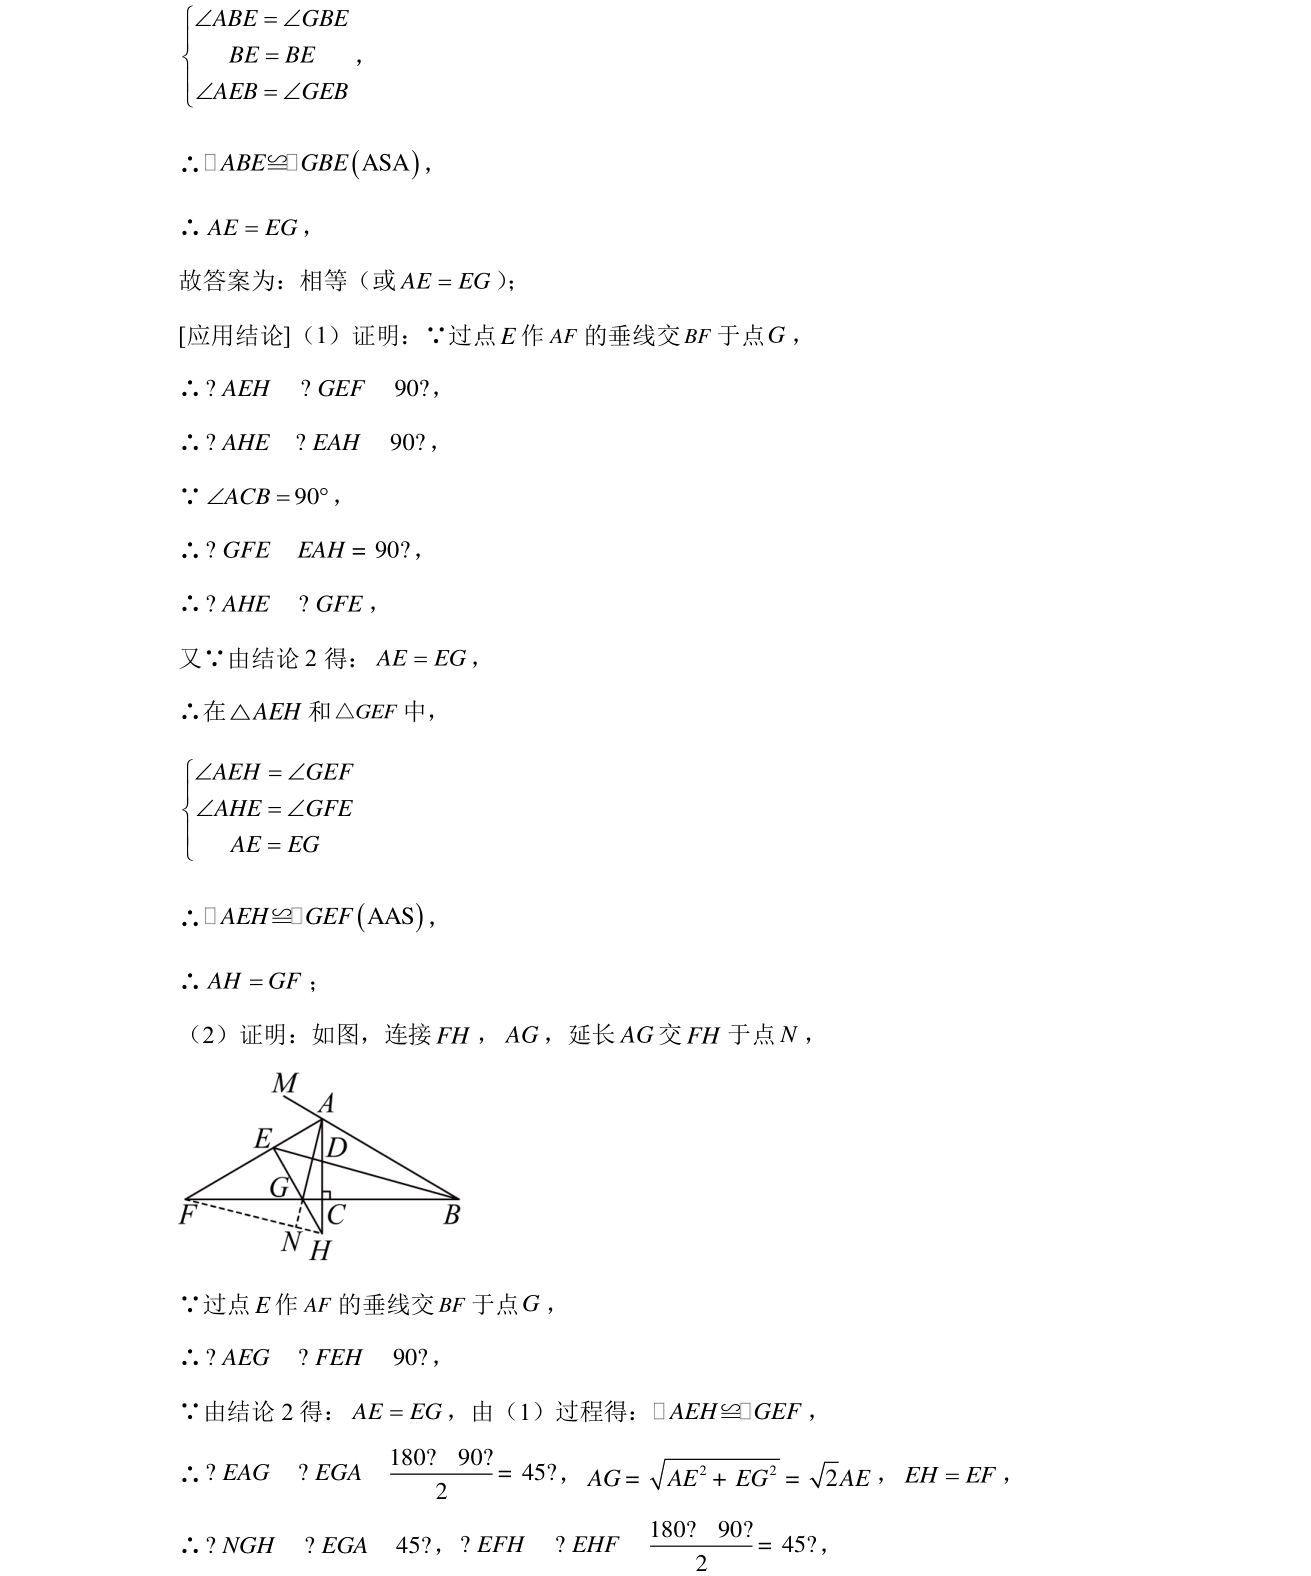 ∠ABE = ∠GBE
BE = BE ，
∠AEB = ∠GEB
∴□ABE≌□GBE(ASA)，
∴AE = EG，
故答案为：相等（或AE = EG）；
[应用结论]（1）证明：∵过点E作AF的垂线交BF于点G，
∴?AEH ?GEF 90?，
∴?AHE ?EAH 90?，
∵∠ACB = 90°，
∴?GFE EAH = 90?，
∴?AHE ?GFE，
又∵由结论2得：AE = EG，
∴在△AEH和△GEF中，
∠AEH = ∠GEF
∠AHE = ∠GFE
AE = EG
∴□AEH≌□GEF(AAS)，
∴AH = GF；
（2）证明：如图，连接FH，AG，延长AG交FH于点N，
M
A
E
D
G
F
C
B
N
H
∵过点E作AF的垂线交BF于点G，
∴?AEG ?FEH 90?，
∵由结论2得：AE = EG，由（1）过程得：□AEH≌□GEF，
∴?EAG ?EGA 180? 90?/2 = 45?，AG = √(AE² + EG²) = √2AE，EH = EF，
∴?NGH ?EGA 45?，?EFH ?EHF 180? 90?/2 = 45?，